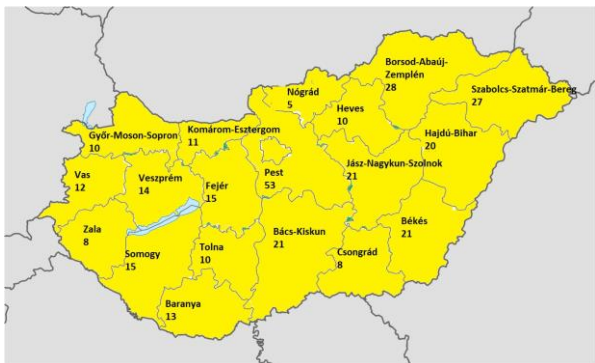 Borsod-Abaúj-
Zemplén
28
Szabolcs-Szatmár-Bereg
27
Nógrád
5
Heves
10
Hajdú-Bihar
20
Győr-Moson-Sopron
10
Komárom-Esztergom
11
Jász-Nagykun-Szolnok
21
Vas
12
Veszprém
14
Fejér
15
Pest
53
Zala
8
Somogy
15
Tolna
10
Bács-Kiskun
21
Csongrád
8
Békés
21
Baranya
13